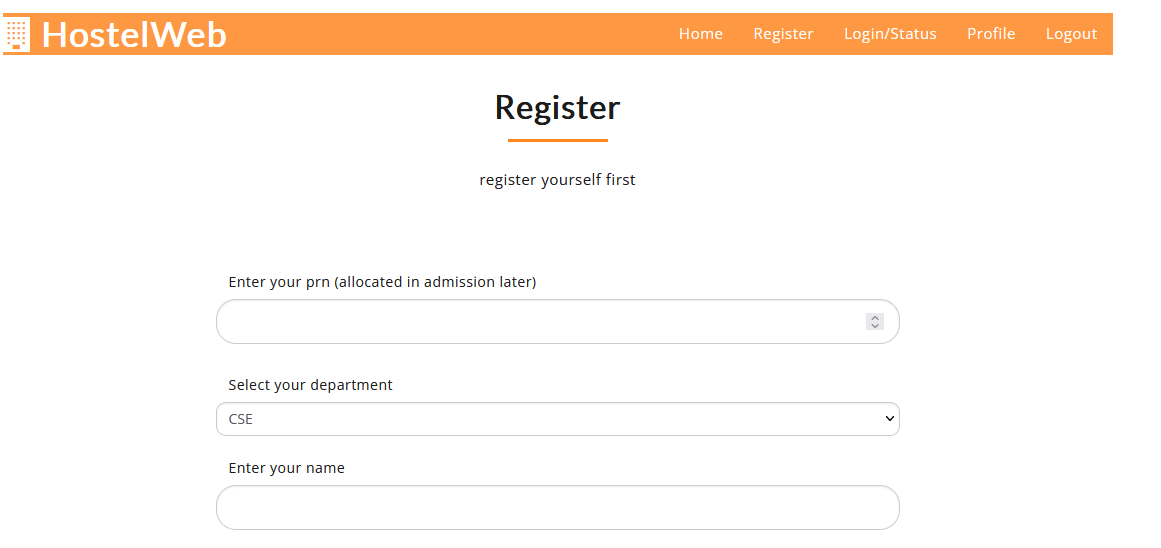 HostelWeb Home Register Login/Status Profile Logout
Register
register yourself first
Enter your prn (allocated in admission later)
Select your department
CSE
Enter your name